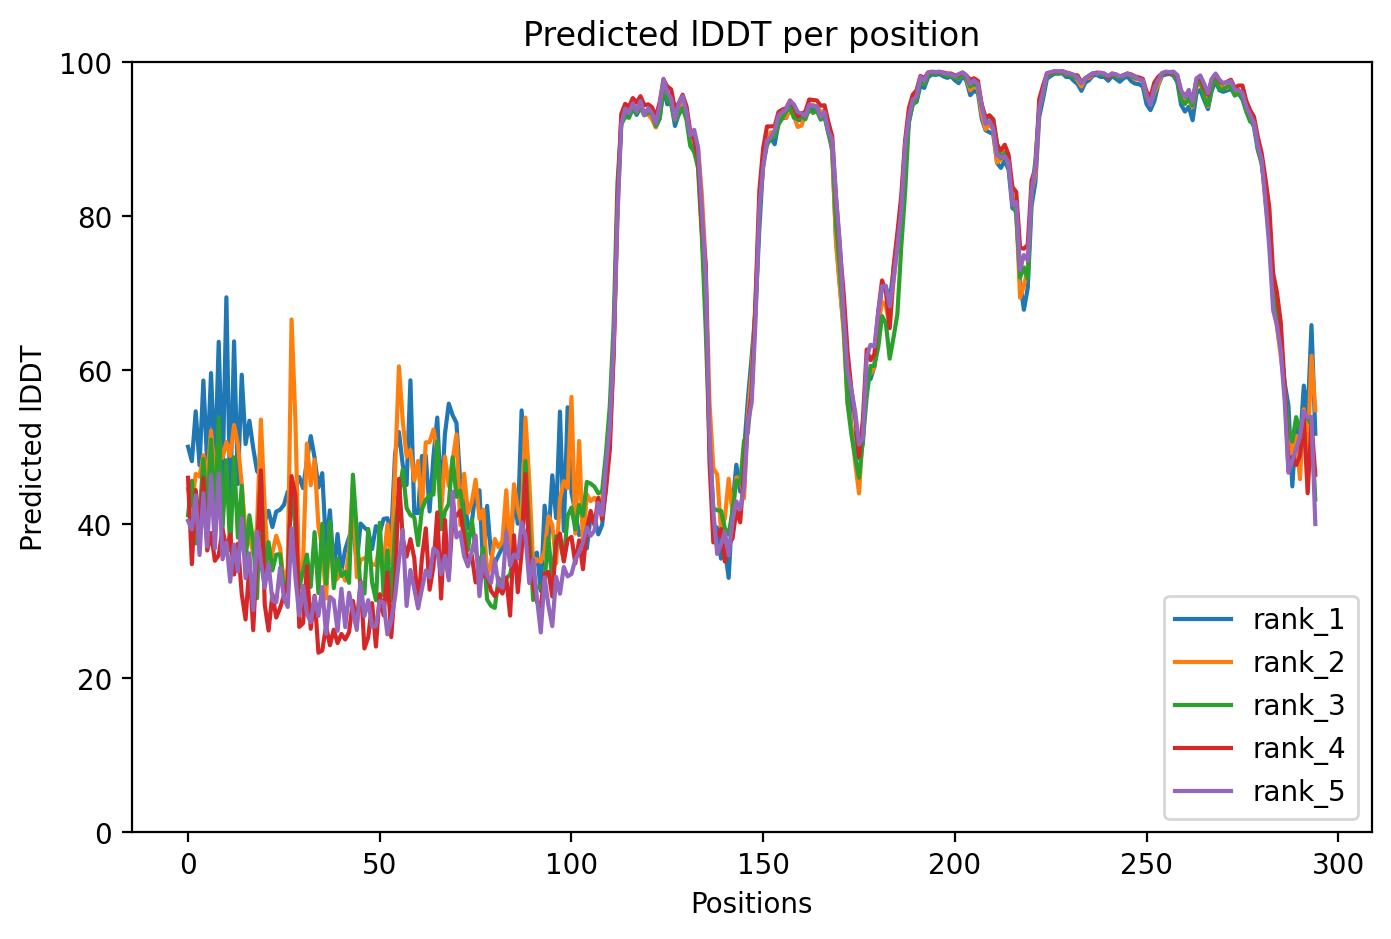 Predicted lDDT per position
100
80
60
40
20
0
Predicted lDDT
0 50 100 150 200 250 300
Positions
rank_1
rank_2
rank_3
rank_4
rank_5